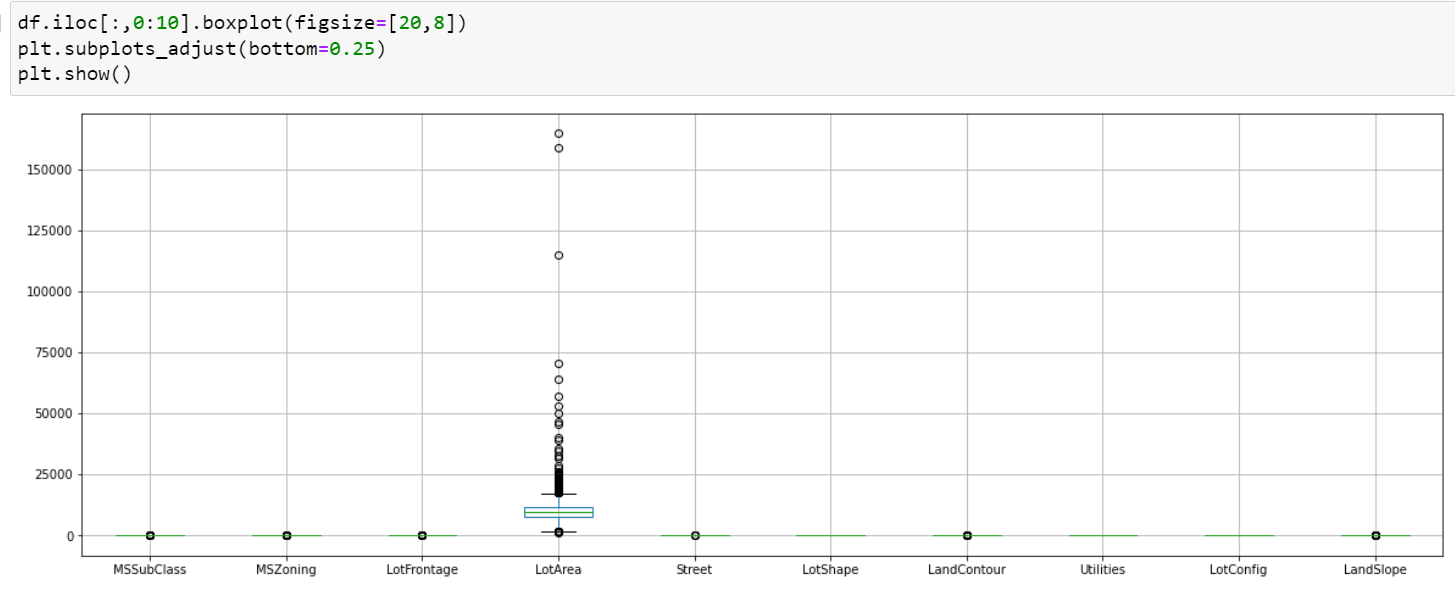 df.iloc[:,0:10].boxplot(figsize=[20,8])
plt.subplots_adjust(bottom=0.25)
plt.show()
150000
125000
100000
75000
50000
25000
0
MSSubClass MSZoning LotFrontage LotArea Street LotShape LandContour Utilities LotConfig LandSlope